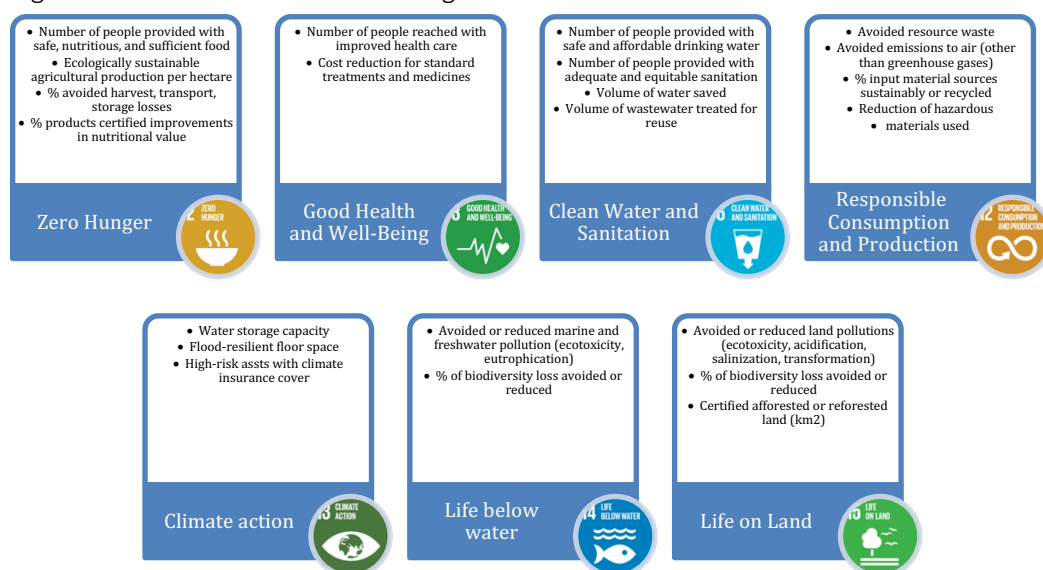 • Number of people provided with
safe, nutritious, and sufficient food
• Ecologically sustainable
agricultural production per hectare
• % avoided harvest, transport,
storage losses
• % products certified improvements
in nutritional value
Zero Hunger
2 ZERO
HUNGER
• Number of people reached with
improved health care
• Cost reduction for standard
treatments and medicines
Good Health
and Well-Being
3 GOOD HEALTH
AND WELL-BEING
• Number of people provided with
safe and affordable drinking water
• Number of people provided with
adequate and equitable sanitation
• Volume of water saved
• Volume of wastewater treated for
reuse
Clean Water and
Sanitation
6 CLEAN WATER
AND SANITATION
• Avoided resource waste
• Avoided emissions to air (other
than greenhouse gases)
• % input material sources
sustainably or recycled
• Reduction of hazardous
• materials used
Responsible
Consumption
and Production
12 RESPONSIBLE
CONSUMPTION
AND PRODUCTION
• Water storage capacity
• Flood-resilient floor space
• High-risk assts with climate
insurance cover
Climate action
13 CLIMATE
ACTION
• Avoided or reduced marine and
freshwater pollution (ecotoxicity,
eutrophication)
• % of biodiversity loss avoided or
reduced
Life below
water
14 LIFE
BELOW WATER
• Avoided or reduced land pollutions
(ecotoxicity, acidification,
salinization, transformation)
• % of biodiversity loss avoided or
reduced
• Certified afforested or reforested
land (km2)
Life on Land
15 LIFE
ON LAND